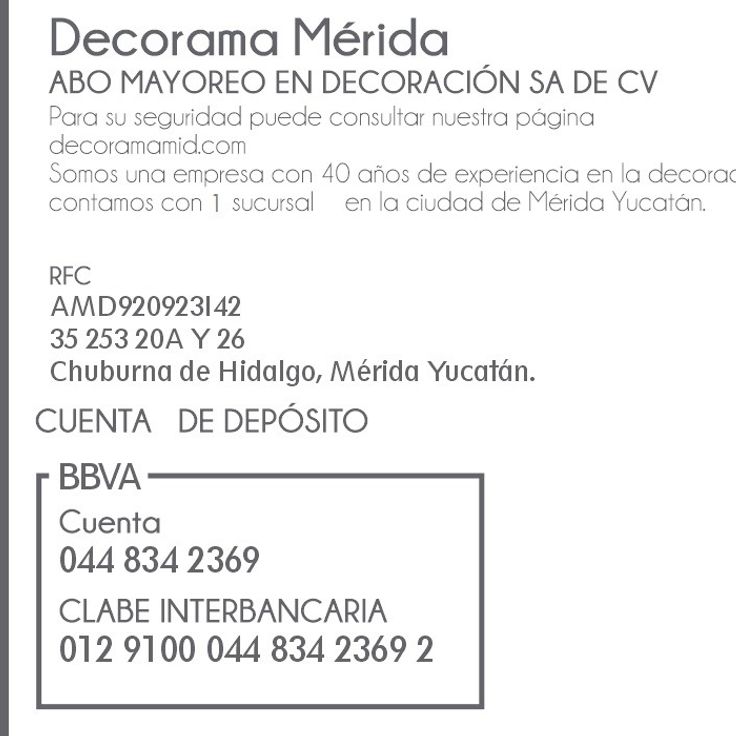 Decorama Mérida
ABO MAYOREO EN DECORACIÓN SA DE CV
Para su seguridad puede consultar nuestra página
decoramamid.com
Somos una empresa con 40 años de experiencia en la decorac
contamos con 1 sucursal en la ciudad de Mérida Yucatán.
RFC
AMD920923I42
35 253 20A Y 26
Chuburna de Hidalgo, Mérida Yucatán.
CUENTA DE DEPÓSITO
BBVA
Cuenta
044 834 2369
CLABE INTERBANCARIA
012 9100 044 834 2369 2